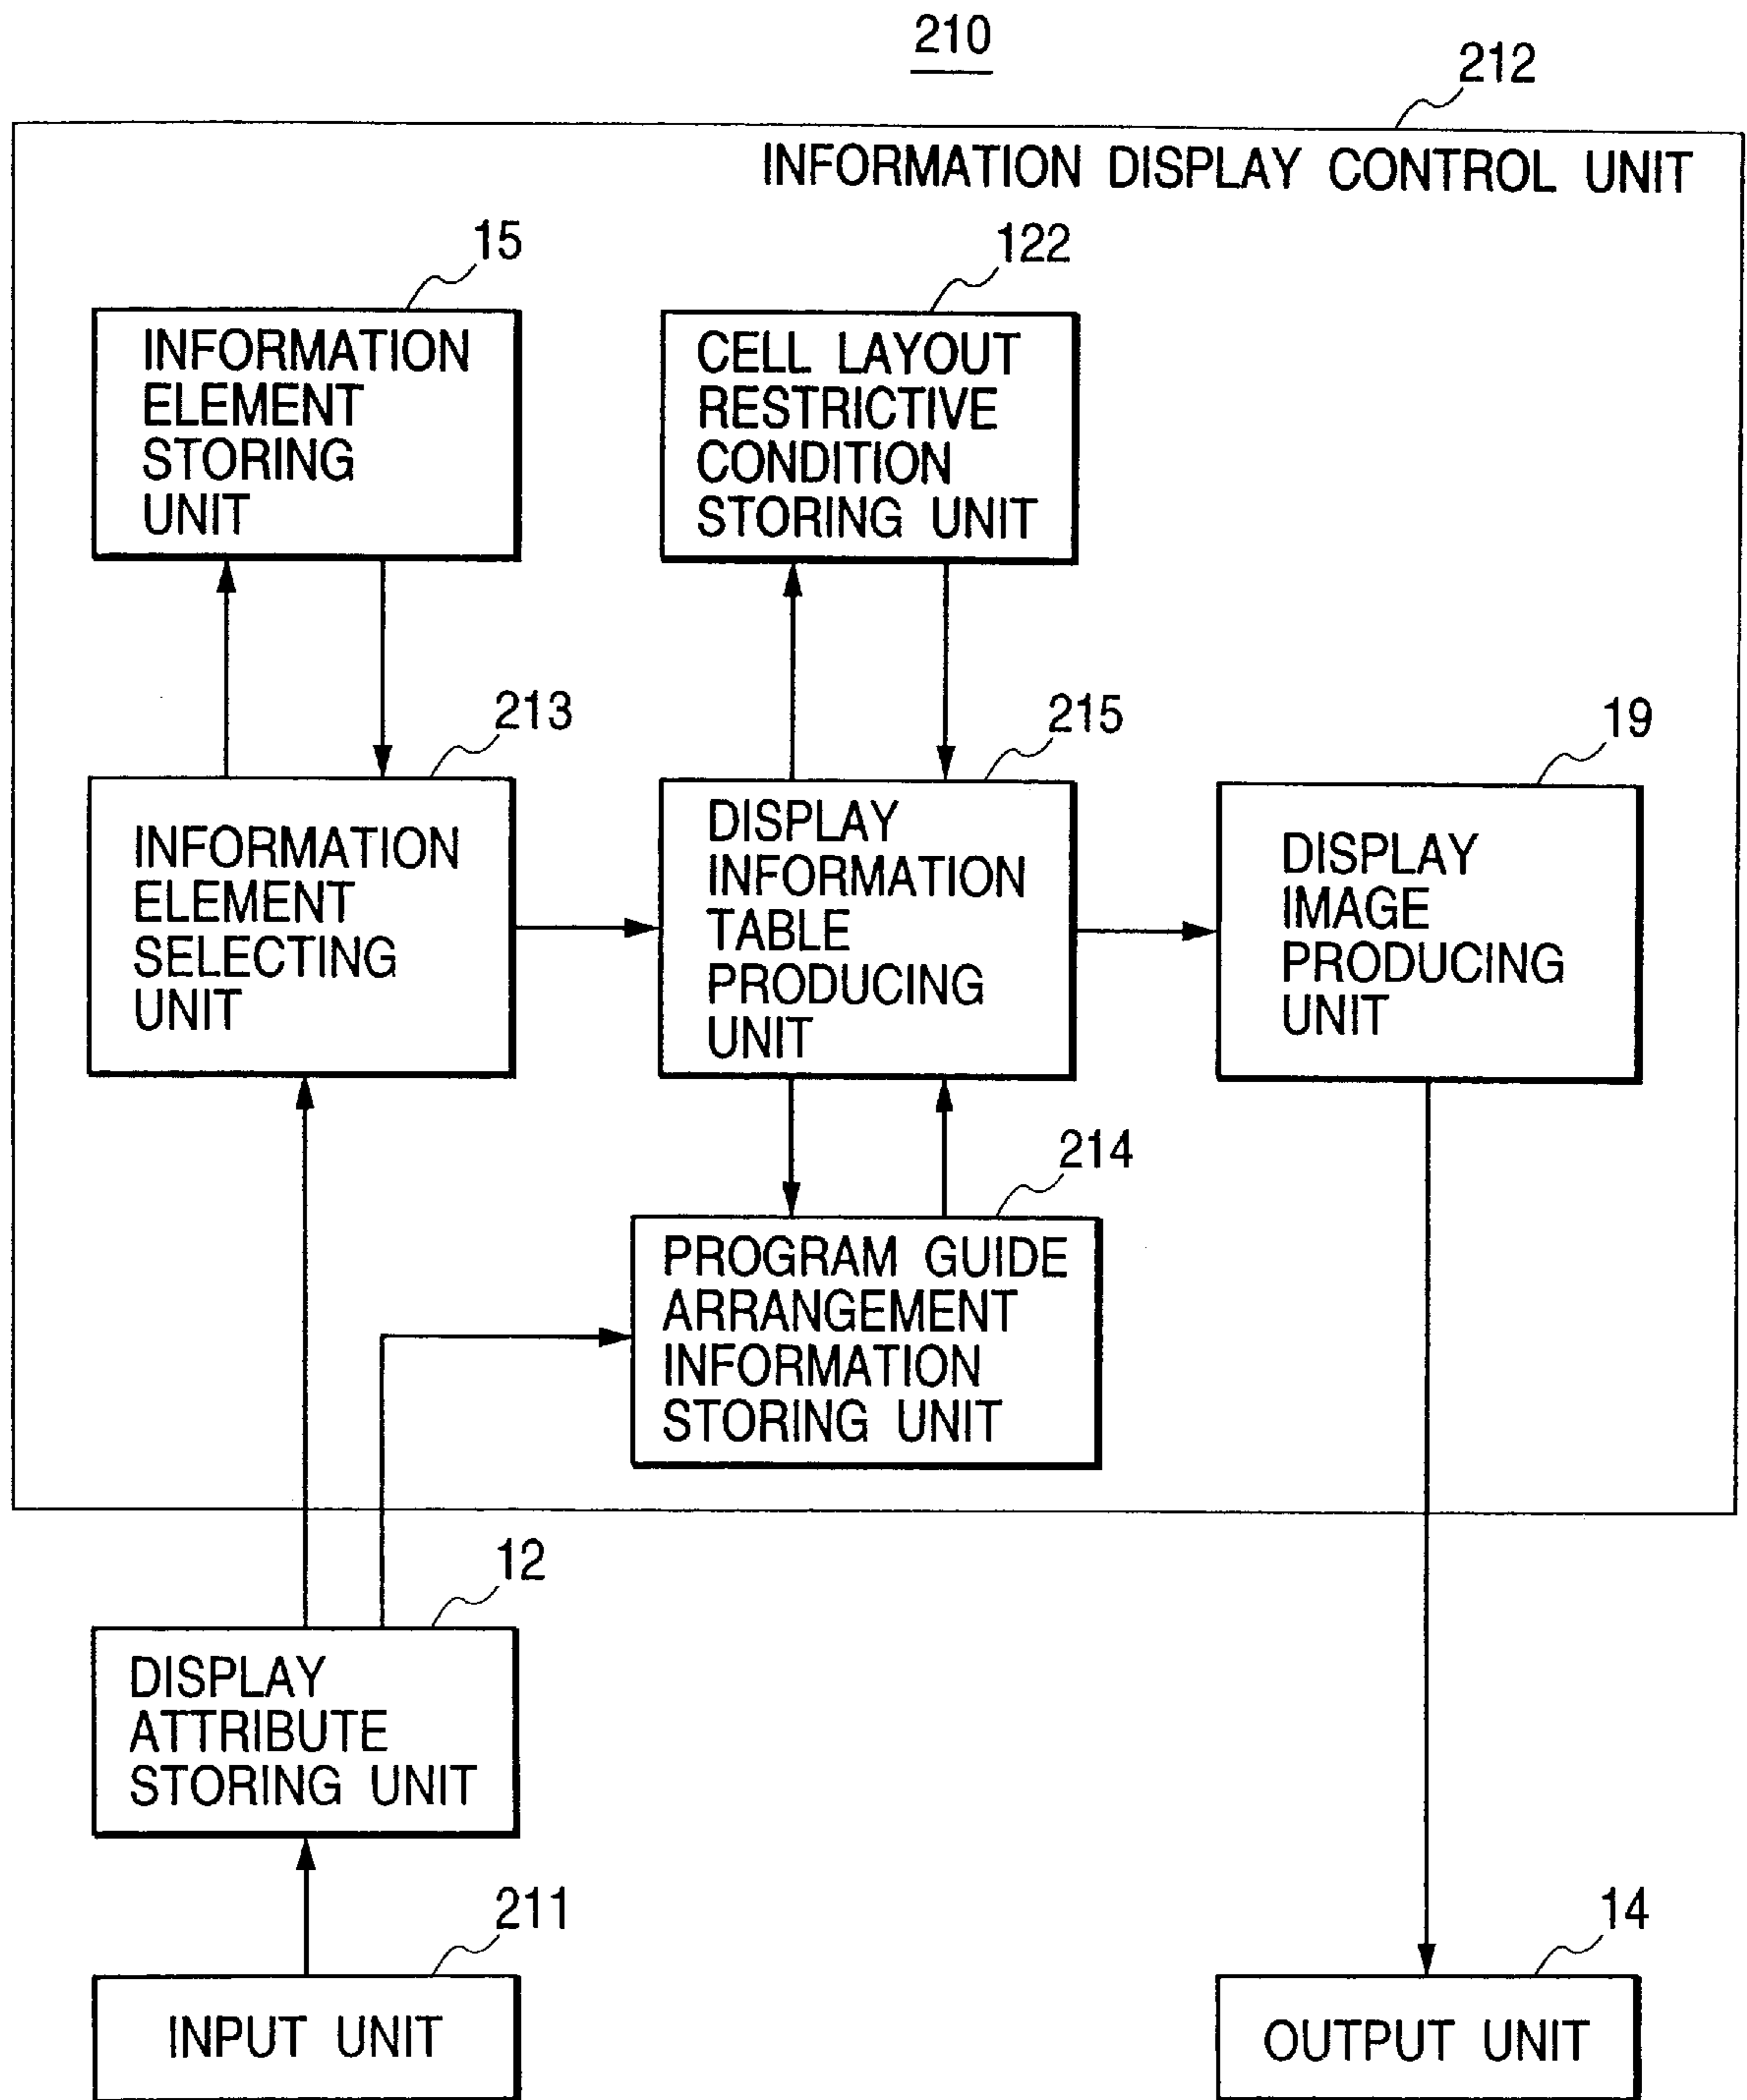 210
212
INFORMATION DISPLAY CONTROL UNIT
15
INFORMATION
ELEMENT
STORING
UNIT
122
CELL LAYOUT
RESTRICTIVE
CONDITION
STORING UNIT
213
INFORMATION
ELEMENT
SELECTING
UNIT
215
DISPLAY
INFORMATION
TABLE
PRODUCING
UNIT
19
DISPLAY
IMAGE
PRODUCING
UNIT
214
PROGRAM GUIDE
ARRANGEMENT
INFORMATION
STORING UNIT
12
DISPLAY
ATTRIBUTE
STORING UNIT
211
INPUT UNIT
14
OUTPUT UNIT